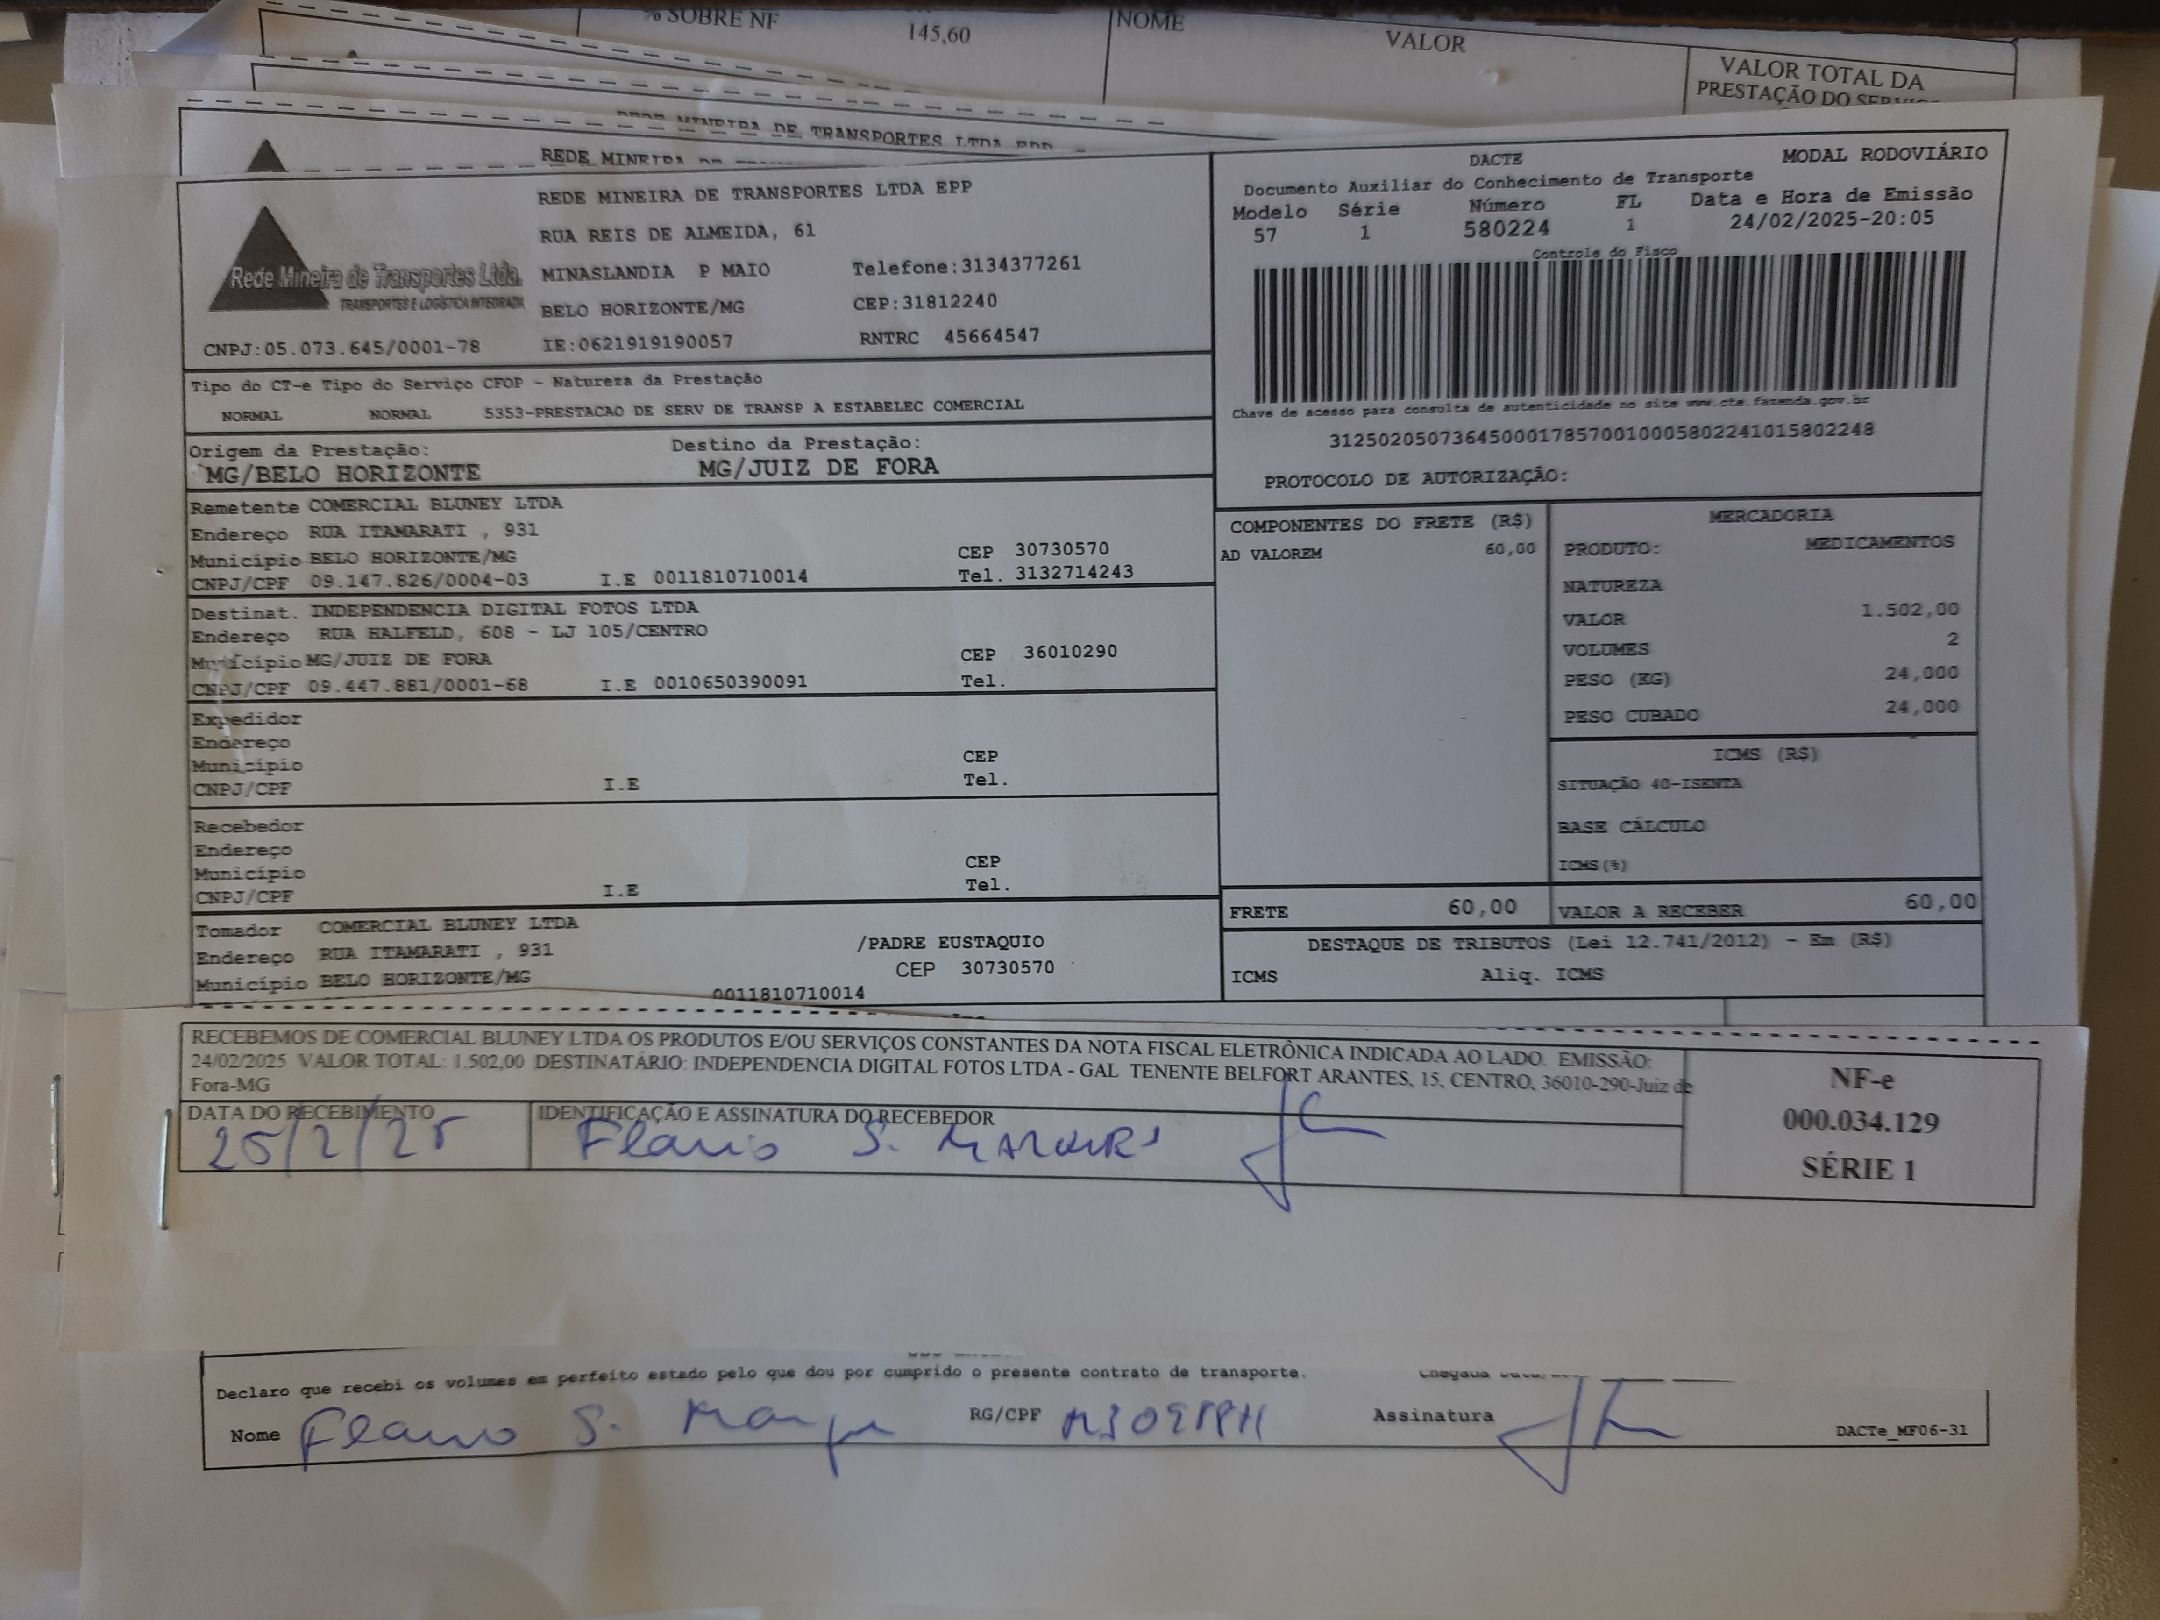 % SOBRE NF
145,60
NOME
VALOR
VALOR TOTAL DA
PRESTAÇÃO DO
REDE MINEIRA DE TRANSPORTES LTDA EPP
REDE MINEIRA
REDE MINEIRA DE TRANSPORTES LTDA EPP
RUA REIS DE ALMEIDA, 61
MINASLANDIA P MAIO Telefone:3134377261
BELO HORIZONTE/MG CEP:31812240
Rede Mineira de Transportes Ltda.
TRANSPORTES E LOGÍSTICA INTEGRADA
CNPJ:05.073.645/0001-78 IE:0621919190057 RNTRC 45664547
DACTE MODAL RODOVIÁRIO
Documento Auxiliar do Conhecimento de Transporte
Modelo Série Número FL Data e Hora de Emissão
57 1 580224 1 24/02/2025-20:05
Controle do Fisco
Chave de acesso para consulta de autenticidade no site www.cte.fazenda.gov.br
31250205073645000178570010005802241015802248
PROTOCOLO DE AUTORIZAÇÃO:
Tipo do CT-e Tipo do Serviço CFOP - Natureza da Prestação
NORMAL NORMAL 5353-PRESTACAO DE SERV DE TRANSP A ESTABELEC COMERCIAL
Origem da Prestação: Destino da Prestação:
MG/BELO HORIZONTE MG/JUIZ DE FORA
Remetente COMERCIAL BLUNEY LTDA
Endereço RUA ITAMARATI , 931
Município BELO HORIZONTE/MG CEP 30730570
CNPJ/CPF 09.147.826/0004-03 I.E 0011810710014 Tel. 3132714243
Destinat. INDEPENDENCIA DIGITAL FOTOS LTDA
Endereço RUA HALFELD, 608 - LJ 105/CENTRO
Município MG/JUIZ DE FORA CEP 36010290
CNPJ/CPF 09.447.881/0001-68 I.E 0010650390091 Tel.
Expedidor
Endereço
Município CEP
CNPJ/CPF I.E Tel.
Recebedor
Endereço
Município CEP
CNPJ/CPF I.E Tel.
Tomador COMERCIAL BLUNEY LTDA
Endereço RUA ITAMARATI , 931 /PADRE EUSTAQUIO
Município BELO HORIZONTE/MG CEP 30730570
0011810710014
COMPONENTES DO FRETE (R$)
AD VALOREM 60,00
MERCADORIA
PRODUTO: MEDICAMENTOS
NATUREZA
VALOR 1.502,00
VOLUMES 2
PESO (KG) 24,000
PESO CUBADO 24,000
ICMS (R$)
SITUAÇÃO 40-ISENTA
BASE CÁLCULO
ICMS(%)
FRETE 60,00 VALOR A RECEBER 60,00
DESTAQUE DE TRIBUTOS (Lei 12.741/2012) - Em (R$)
ICMS Aliq. ICMS
RECEBEMOS DE COMERCIAL BLUNEY LTDA OS PRODUTOS E/OU SERVIÇOS CONSTANTES DA NOTA FISCAL ELETRÔNICA INDICADA AO LADO. EMISSÃO:
24/02/2025 VALOR TOTAL: 1.502,00 DESTINATÁRIO: INDEPENDENCIA DIGITAL FOTOS LTDA - GAL TENENTE BELFORT ARANTES, 15, CENTRO, 36010-290-Juiz de
Fora-MG
DATA DO RECEBIMENTO IDENTIFICAÇÃO E ASSINATURA DO RECEBEDOR
25/2/25 Flavio S.
NF-e
000.034.129
SÉRIE 1
Declaro que recebi os volumes em perfeito estado pelo que dou por cumprido o presente contrato de transporte.
Nome Flavio S. RG/CPF Assinatura DACTe_MF06-31